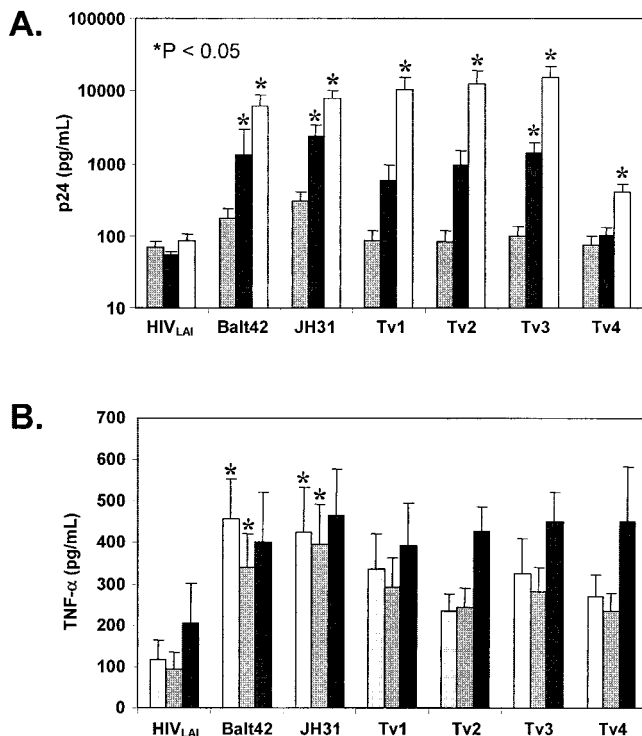 A.
100000
*P < 0.05
10000
1000
100
10
p24 (pg/mL)
* * * * * * * * *
HIVLAI Balt42 JH31 Tv1 Tv2 Tv3 Tv4
B.
700
600
500
400
300
200
100
0
TNF-α (pg/mL)
* * * *
HIVLAI Balt42 JH31 Tv1 Tv2 Tv3 Tv4